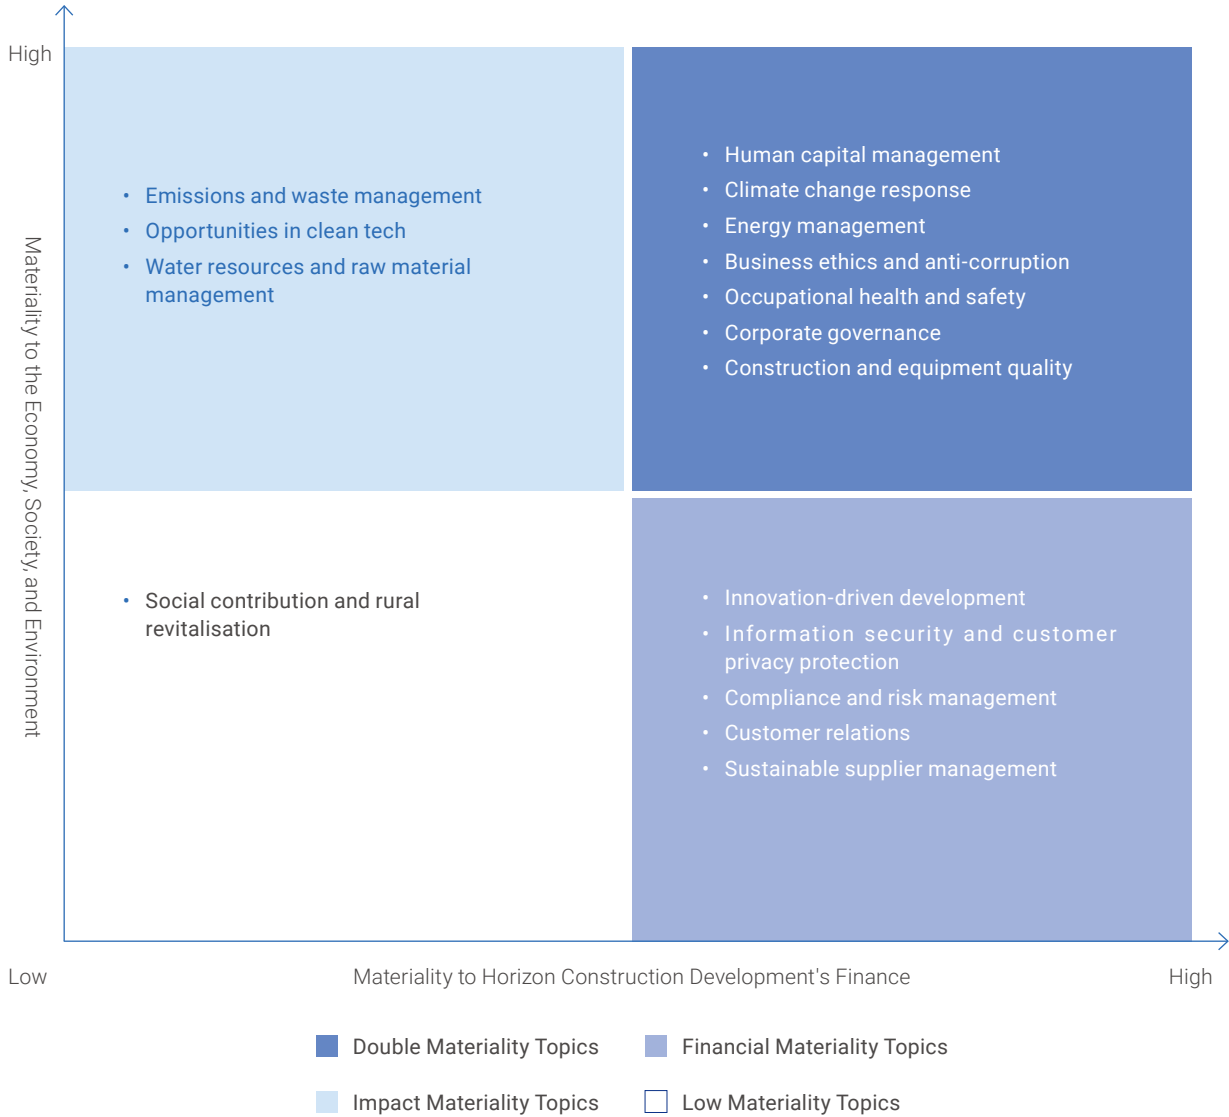 High
Materiality to the Economy, Society, and Environment
• Emissions and waste management
• Opportunities in clean tech
• Water resources and raw material
management
• Human capital management
• Climate change response
• Energy management
• Business ethics and anti-corruption
• Occupational health and safety
• Corporate governance
• Construction and equipment quality
• Social contribution and rural
revitalisation
• Innovation-driven development
• Information security and customer
privacy protection
• Compliance and risk management
• Customer relations
• Sustainable supplier management
Low
Materiality to Horizon Construction Development's Finance
High
Double Materiality Topics
Financial Materiality Topics
Impact Materiality Topics
Low Materiality Topics